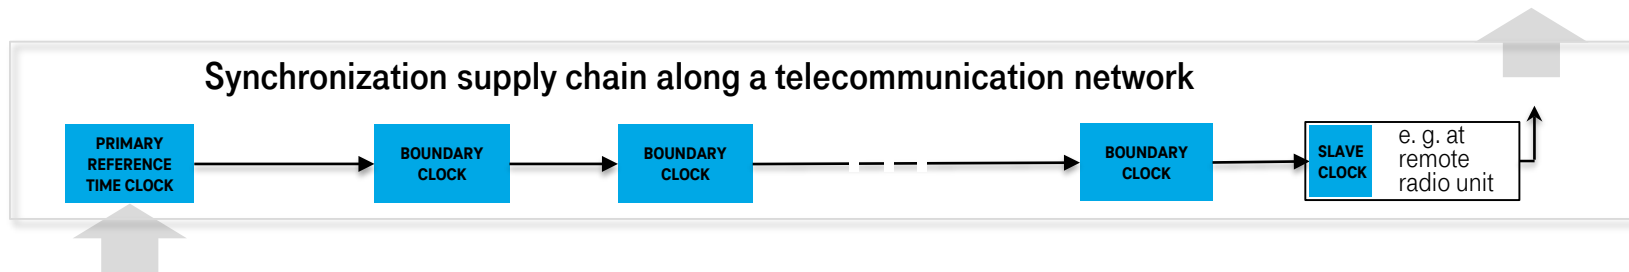 Synchronization supply chain along a telecommunication network
PRIMARY
REFERENCE
TIME CLOCK
BOUNDARY
CLOCK
BOUNDARY
CLOCK
BOUNDARY
CLOCK
SLAVE
CLOCK
e. g. at
remote
radio unit